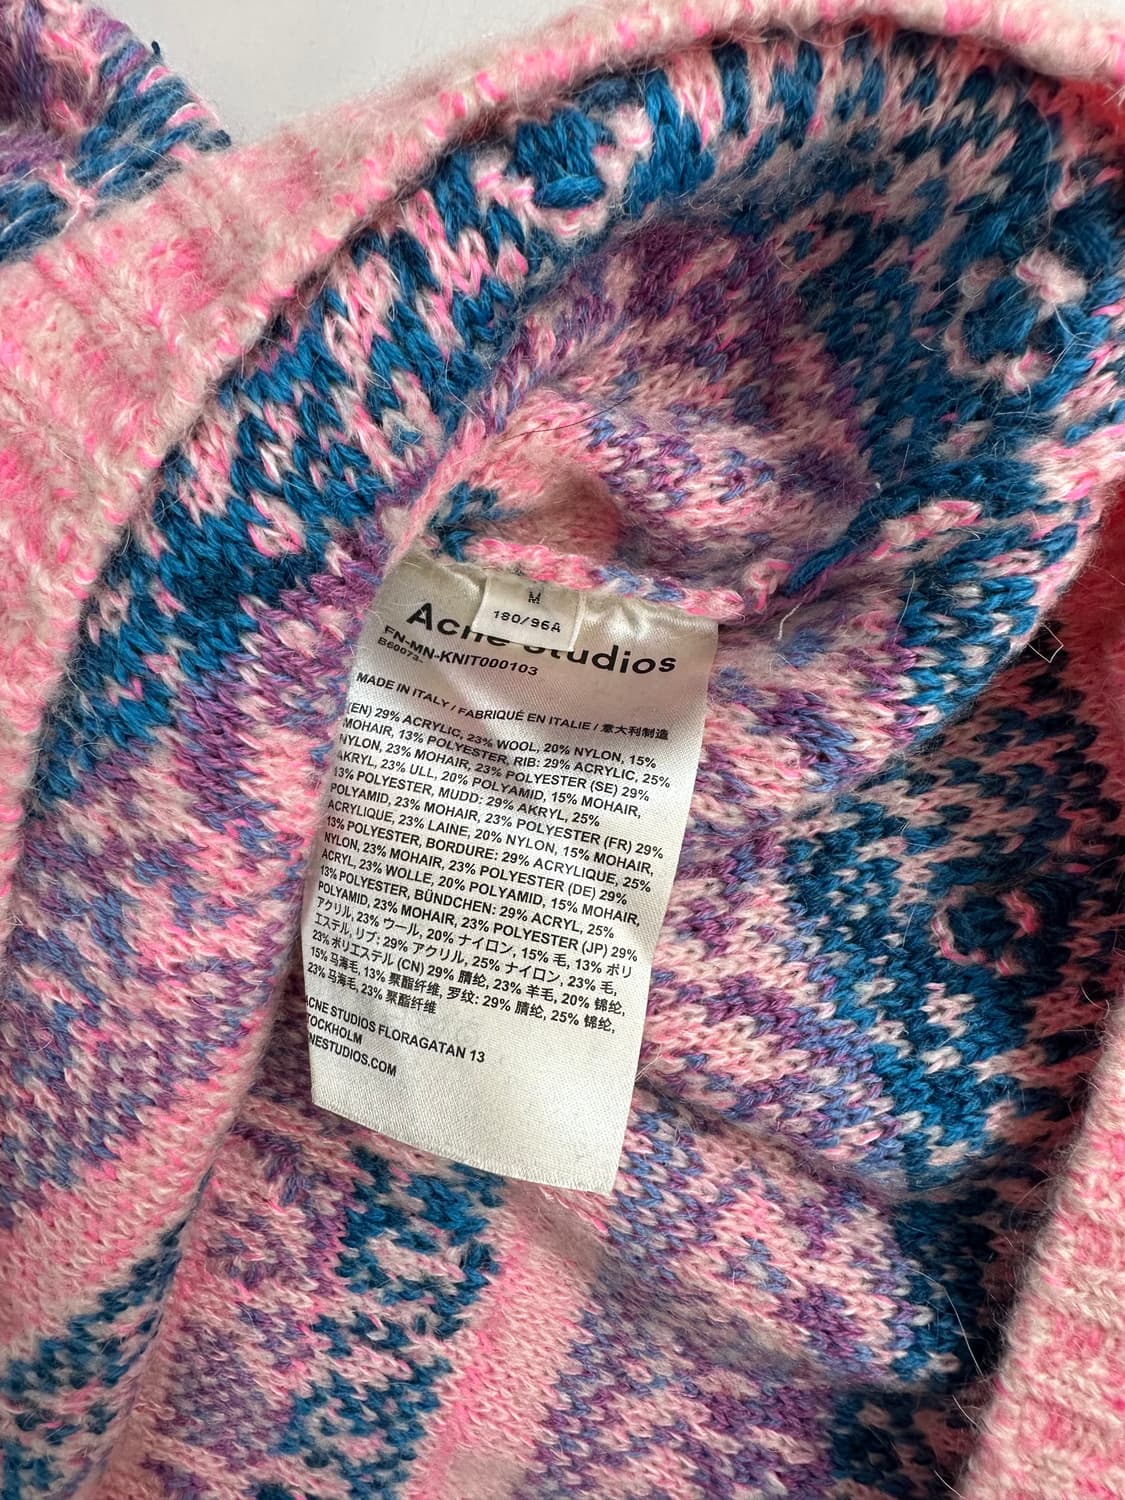 M
180/96A
Acne Studios
FN-MN-KNIT000103
B60073-
MADE IN ITALY / FABRIQUÉ EN ITALIE / 意大利制造
(EN) 29% ACRYLIC, 23% WOOL, 20% NYLON, 15%
MOHAIR, 13% POLYESTER, RIB: 29% ACRYLIC, 25%
NYLON, 23% MOHAIR, 23% POLYESTER (SE) 29%
AKRYL, 23% ULL, 20% POLYAMID, 15% MOHAIR,
13% POLYESTER, MUDD: 29% AKRYL, 25%
POLYAMID, 23% MOHAIR, 23% POLYESTER (FR) 29%
ACRYLIQUE, 23% LAINE, 20% NYLON, 15% MOHAIR,
13% POLYESTER, BORDURE: 29% ACRYLIQUE, 25%
NYLON, 23% MOHAIR, 23% POLYESTER (DE) 29%
ACRYL, 23% WOLLE, 20% POLYAMID, 15% MOHAIR,
13% POLYESTER, BÜNDCHEN: 29% ACRYL, 25%
POLYAMID, 23% MOHAIR, 23% POLYESTER (JP) 29%
アクリル, 23% ウール, 20% ナイロン, 15% 毛, 13% ポリ
エステル, リブ: 29% アクリル, 25% ナイロン, 23% 毛,
23% ポリエステル (CN) 29% 腈纶, 23% 羊毛, 20% 锦纶,
15% 马海毛, 13% 聚酯纤维, 罗纹: 29% 腈纶, 25% 锦纶,
23% 马海毛, 23% 聚酯纤维
ACNE STUDIOS FLORAGATAN 13
TOCKHOLM
NESTUDIOS.COM